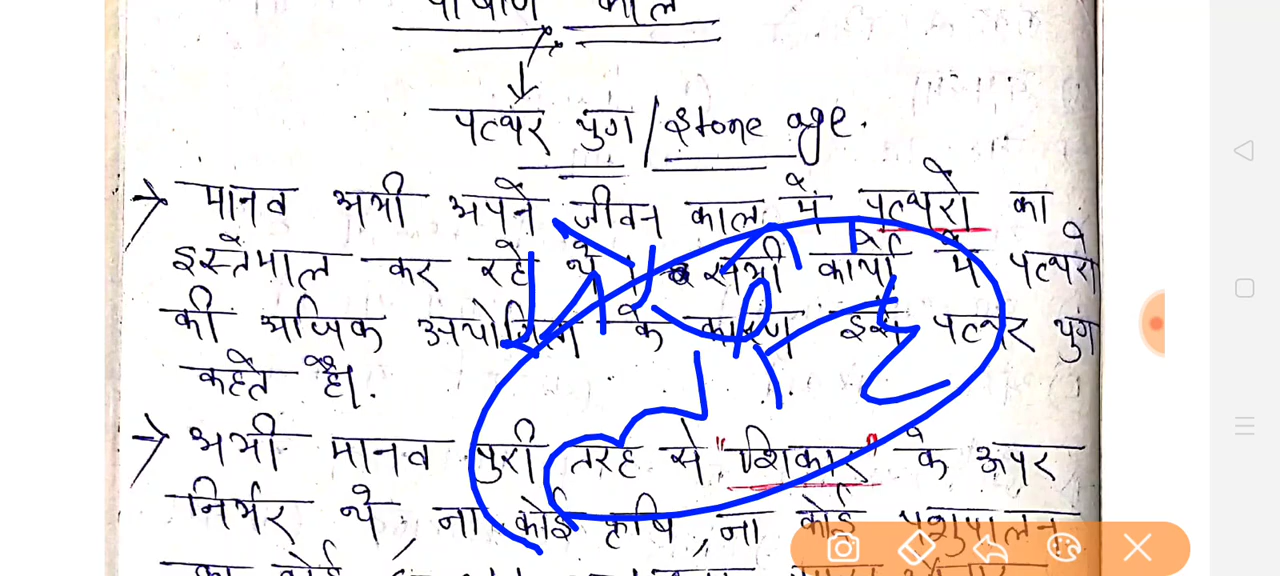 पाषाण काल
पत्थर युग / Stone age.
→ मानव अभी अपने जीवन काल में पत्थरो का
इस्तेमाल कर रहे थे । सभी कार्यो में पत्थरो
की अधिक उपयोगिता के कारण इसे पत्थर युग
कहते है।
→ अभी मानव पुरी तरह से "शिकार" के ऊपर
निर्भर थे, ना कोई कृषि, ना कोई पशुपालन